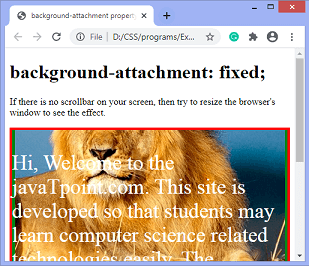 background-attachment propert
File
D:/CSS/programs/Ex...
background-attachment: fixed;
If there is no scrollbar on your screen, then try to resize the browser's
window to see the effect.
Hi, Welcome to the
javaTpoint.com. This site is
developed so that students may
learn computer science related
technologies easily. The